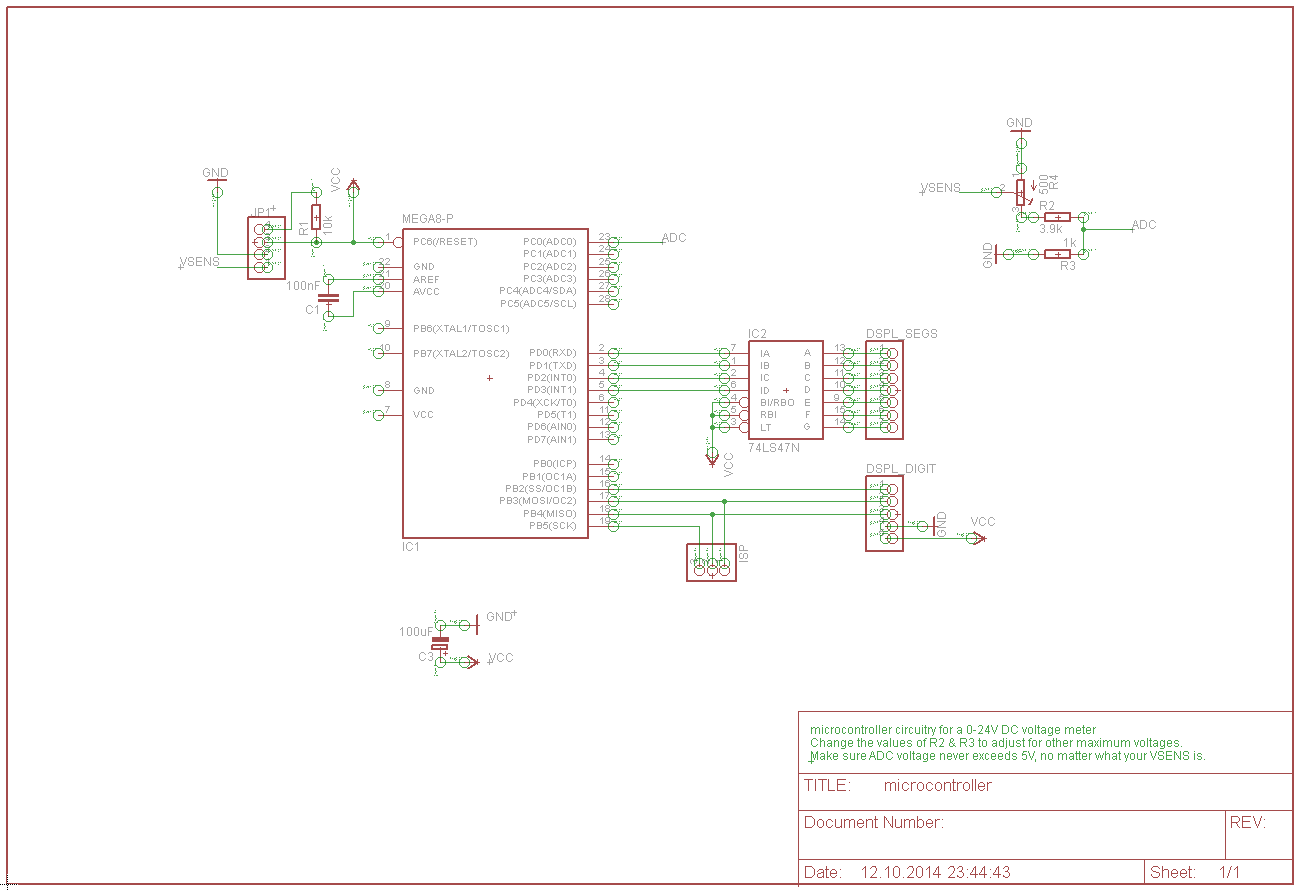 GND
VSENS
500
R4
R2
3.9k
ADC
GND
1k
R3
GND
VCC
JP1
R1
10k
VSENS
100nF
C1
MEGA8-P
1 PC6(/RESET)
22 GND
21 AREF
20 AVCC
9 PB6(XTAL1/TOSC1)
10 PB7(XTAL2/TOSC2)
8 GND
7 VCC
PC0(ADC0) 23
PC1(ADC1) 24
PC2(ADC2) 25
PC3(ADC3) 26
PC4(ADC4/SDA) 27
PC5(ADC5/SCL) 28
PD0(RXD) 2
PD1(TXD) 3
PD2(INT0) 4
PD3(INT1) 5
PD4(XCK/T0) 6
PD5(T1) 11
PD6(AIN0) 12
PD7(AIN1) 13
PB0(ICP) 14
PB1(OC1A) 15
PB2(SS/OC1B) 16
PB3(MOSI/OC2) 17
PB4(MISO) 18
PB5(SCK) 19
IC1
ADC
IC2
7 IA A 13
1 IB B 12
2 IC C 11
6 ID D 10
4 BI/RBO E 9
5 RBI F 15
3 LT G 14
74LS47N
VCC
DSPL_SEGS
DSPL_DIGIT
GND
VCC
ISP
100uF
C3
GND
VCC
microcontroller circuitry for a 0-24V DC voltage meter
Change the values of R2 & R3 to adjust for other maximum voltages.
Make sure ADC voltage never exceeds 5V, no matter what your VSENS is.
TITLE: microcontroller
Document Number:
REV:
Date: 12.10.2014 23:44:43
Sheet: 1/1